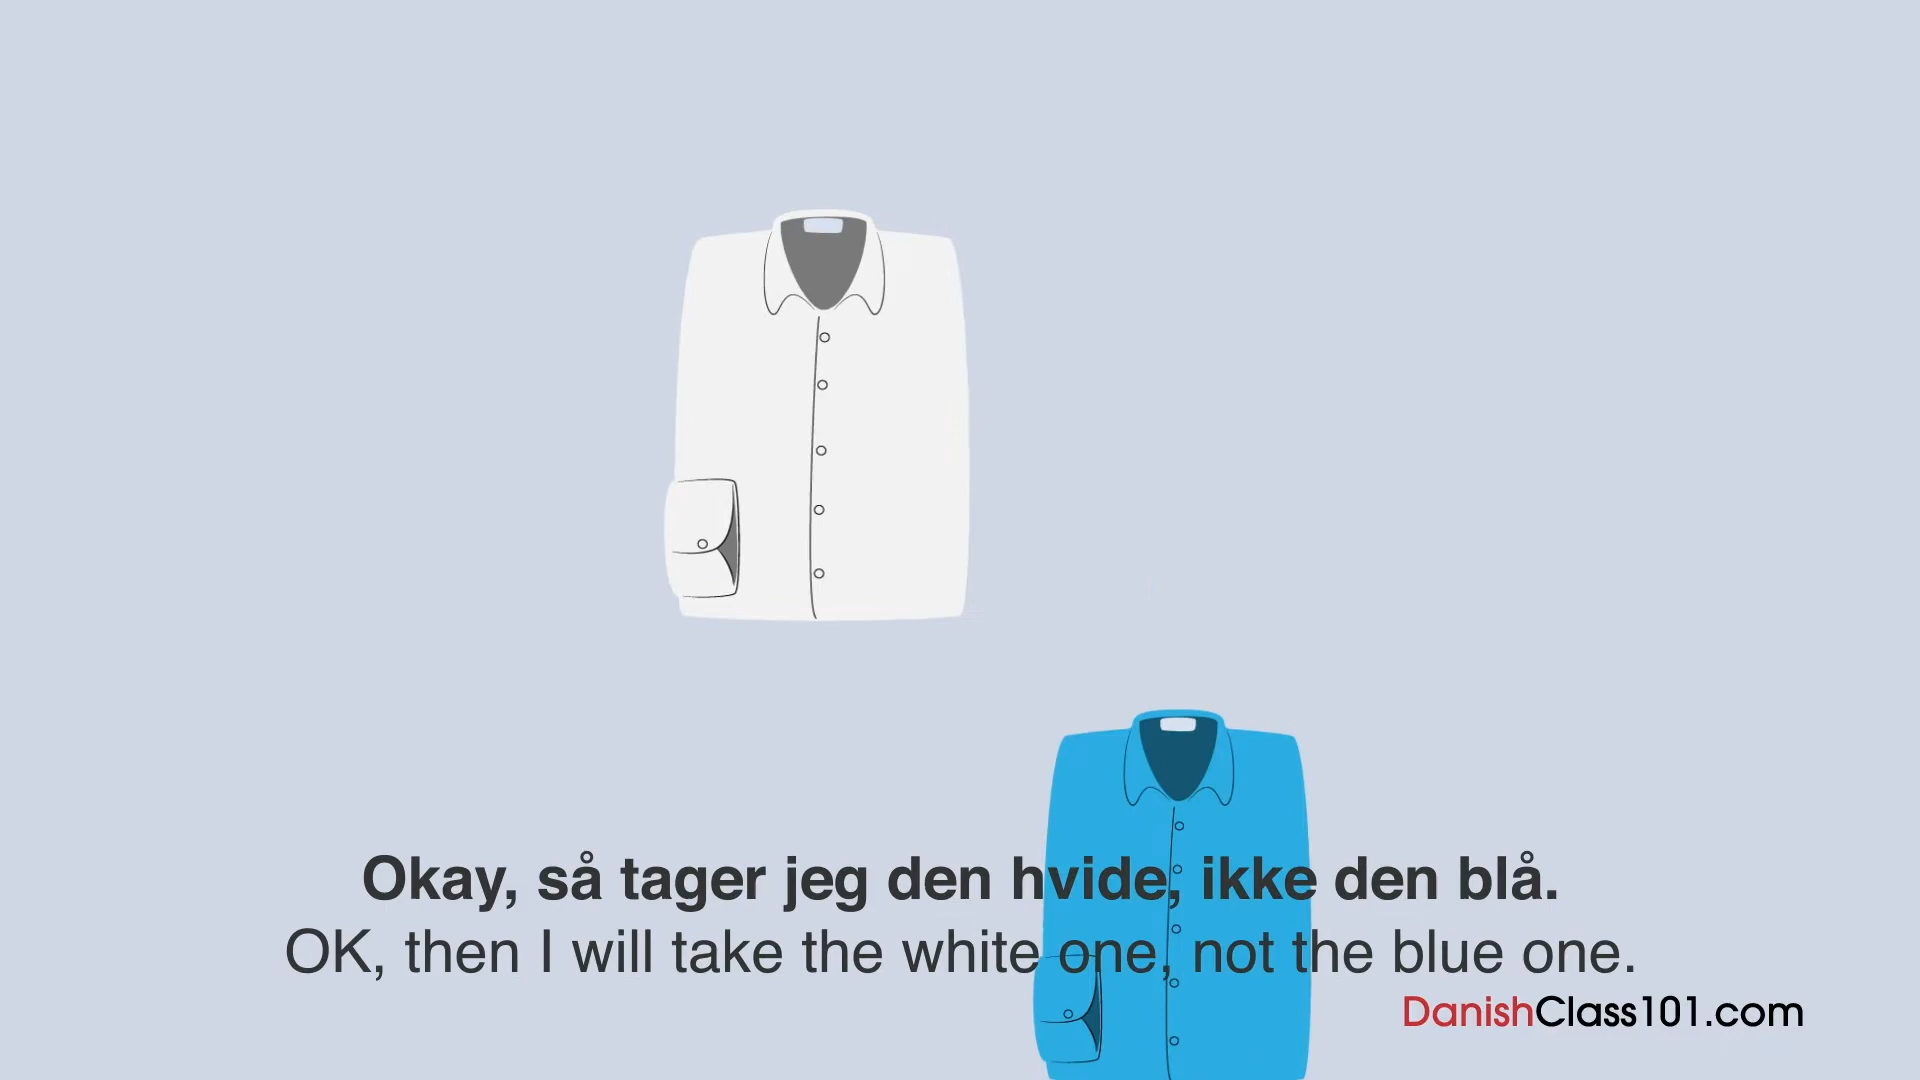 Okay, så tager jeg den hvide, ikke den blå.
OK, then I will take the white one, not the blue one.
DanishClass101.com